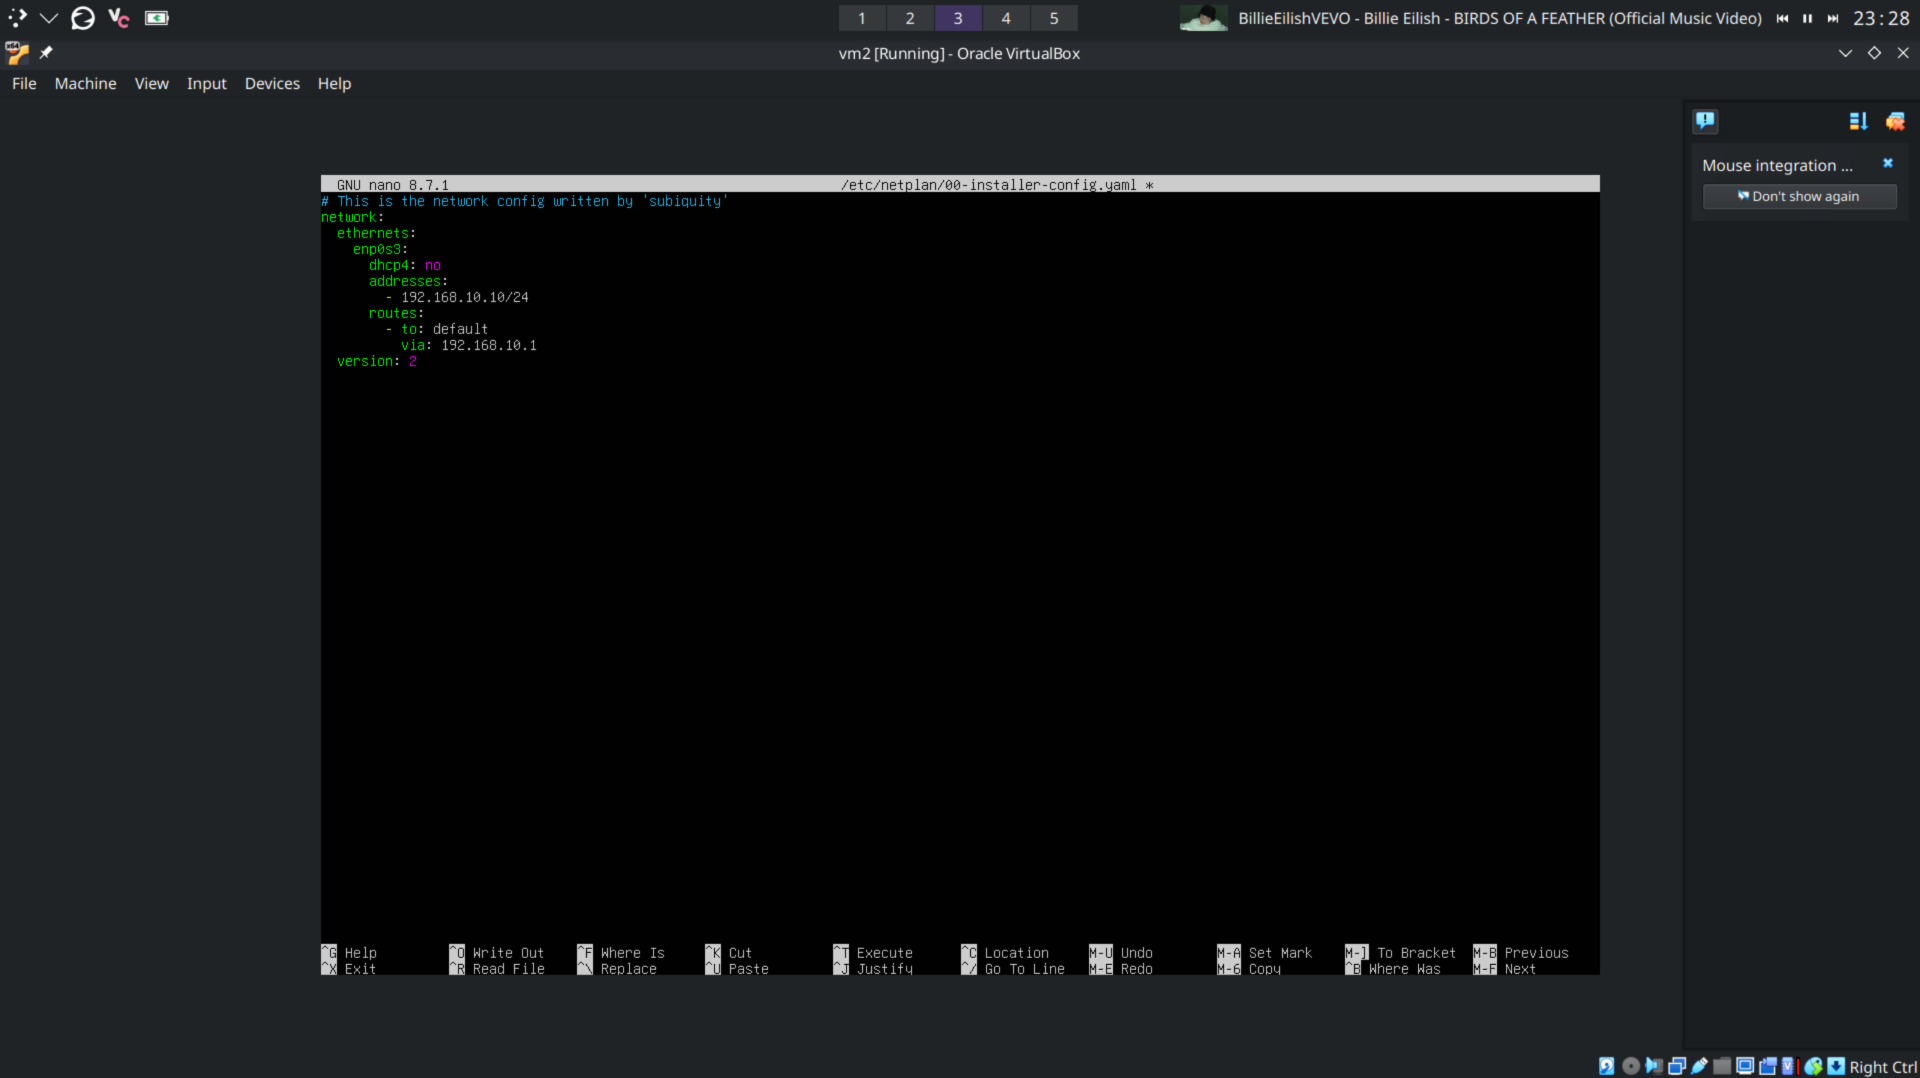 1 2 3 4 5
BillieEilishVEVO - Billie Eilish - BIRDS OF A FEATHER (Official Music Video)
23:28
vm2 [Running] - Oracle VirtualBox
File Machine View Input Devices Help
Mouse integration ...
Don't show again
GNU nano 8.7.1 /etc/netplan/00-installer-config.yaml *
# This is the network config written by 'subiquity'
network:
  ethernets:
    enp0s3:
      dhcp4: no
      addresses:
        - 192.168.10.10/24
      routes:
        - to: default
          via: 192.168.10.1
  version: 2
^G Help ^O Write Out ^F Where Is ^K Cut ^T Execute ^C Location M-U Undo M-A Set Mark M-] To Bracket M-B Previous
^X Exit ^R Read File ^\ Replace ^U Paste ^J Justify ^/ Go To Line M-E Redo M-6 Copy ^B Where Was M-F Next
Right Ctrl